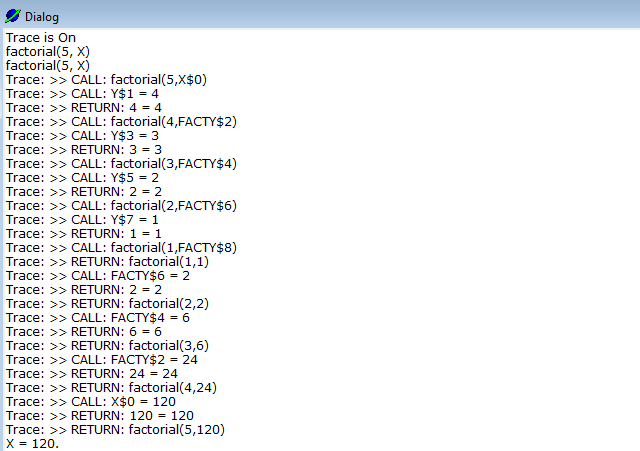 Dialog
Trace is On
factorial(5, X)
factorial(5, X)
Trace: >> CALL: factorial(5,X$0)
Trace: >> CALL: Y$1 = 4
Trace: >> RETURN: 4 = 4
Trace: >> CALL: factorial(4,FACTY$2)
Trace: >> CALL: Y$3 = 3
Trace: >> RETURN: 3 = 3
Trace: >> CALL: factorial(3,FACTY$4)
Trace: >> CALL: Y$5 = 2
Trace: >> RETURN: 2 = 2
Trace: >> CALL: factorial(2,FACTY$6)
Trace: >> CALL: Y$7 = 1
Trace: >> RETURN: 1 = 1
Trace: >> CALL: factorial(1,FACTY$8)
Trace: >> RETURN: factorial(1,1)
Trace: >> CALL: FACTY$6 = 2
Trace: >> RETURN: 2 = 2
Trace: >> RETURN: factorial(2,2)
Trace: >> CALL: FACTY$4 = 6
Trace: >> RETURN: 6 = 6
Trace: >> RETURN: factorial(3,6)
Trace: >> CALL: FACTY$2 = 24
Trace: >> RETURN: 24 = 24
Trace: >> RETURN: factorial(4,24)
Trace: >> CALL: X$0 = 120
Trace: >> RETURN: 120 = 120
Trace: >> RETURN: factorial(5,120)
X = 120.